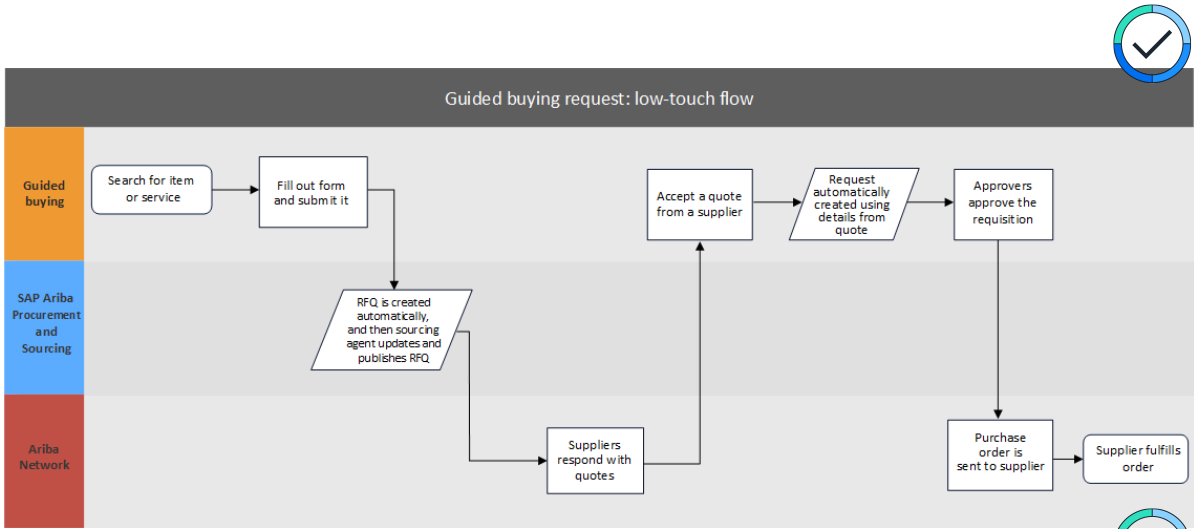 Guided buying request: low-touch flow
Guided
buying
Search for item
or service
Fill out form
and submit it
Accept a quote
from a supplier
Request
automatically
created using
details from
quote
Approvers
approve the
requisition
SAP Ariba
Procurement
and
Sourcing
RFQ is created
automatically,
and then sourcing
agent updates and
publishes RFQ
Ariba
Network
Suppliers
respond with
quotes
Purchase
order is
sent to supplier
Supplier fulfills
order